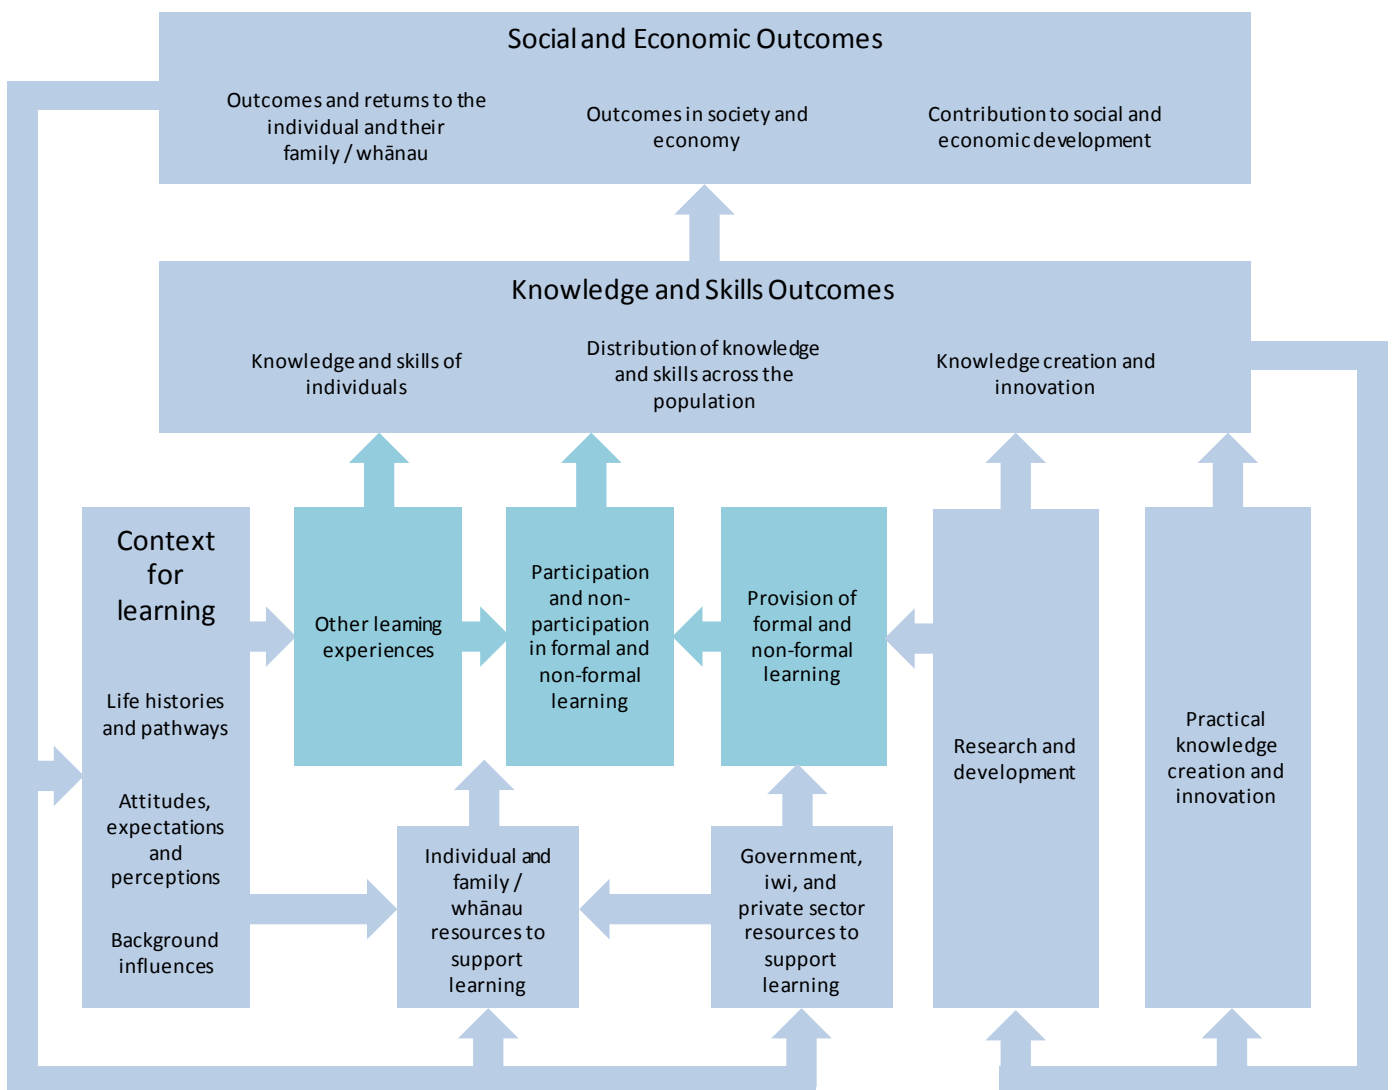 Social and Economic Outcomes
Outcomes and returns to the
individual and their
family / whānau
Outcomes in society and
economy
Contribution to social and
economic development
Knowledge and Skills Outcomes
Knowledge and skills of
individuals
Distribution of knowledge
and skills across the
population
Knowledge creation and
innovation
Context
for
learning
Life histories
and pathways
Attitudes,
expectations
and
perceptions
Background
influences
Other learning
experiences
Participation
and non-
participation
in formal and
non-formal
learning
Provision of
formal and
non-formal
learning
Research and
development
Practical
knowledge
creation and
innovation
Individual and
family /
whānau
resources to
support
learning
Government,
iwi, and
private sector
resources to
support
learning